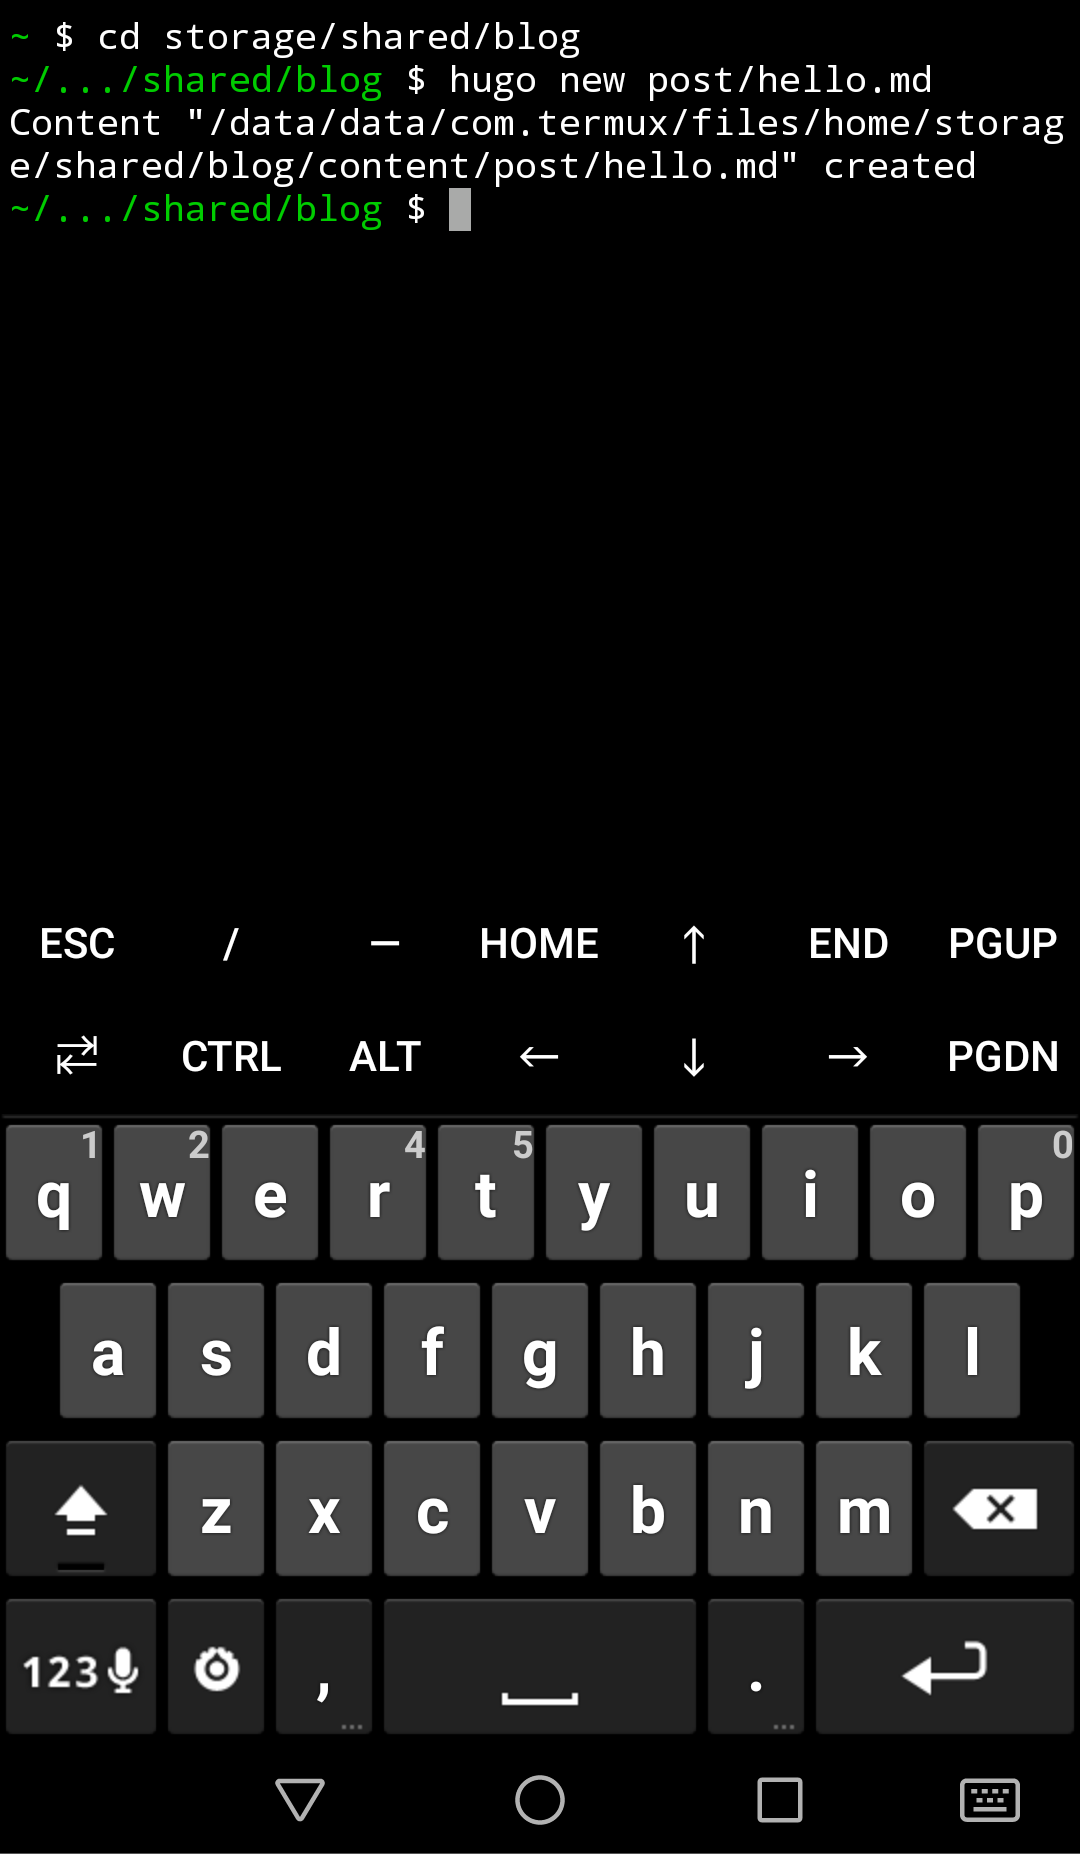 ~ $ cd storage/shared/blog
~/.../shared/blog $ hugo new post/hello.md
Content "/data/data/com.termux/files/home/storag
e/shared/blog/content/post/hello.md" created
~/.../shared/blog $
ESC / — HOME ↑ END PGUP
⇄ CTRL ALT ← ↓ → PGDN
1 2 4 5 0
q w e r t y u i o p
a s d f g h j k l
z x c v b n m
123 , .